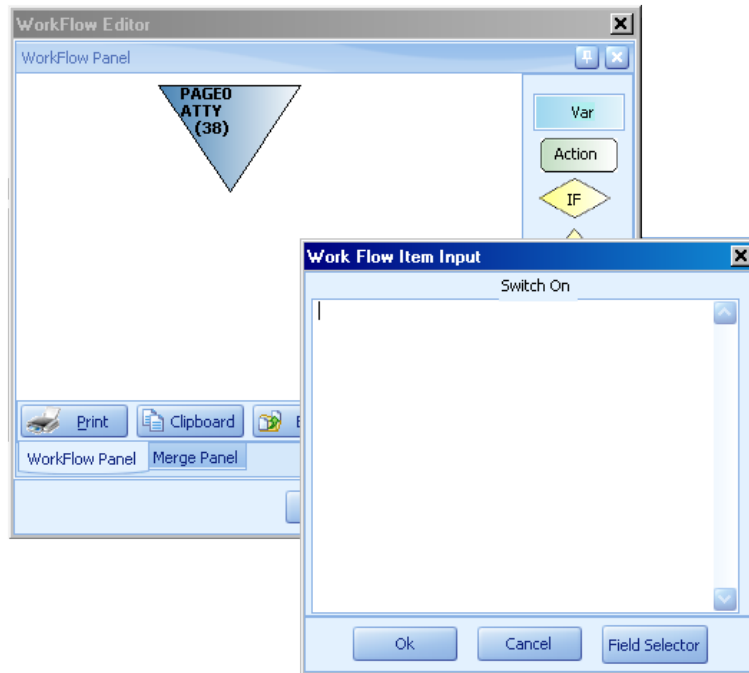 WorkFlow Editor
WorkFlow Panel
PAGE0
ATTY
(38)
Var
Action
IF
Work Flow Item Input
Switch On
Print
Clipboard
WorkFlow Panel
Merge Panel
Ok
Cancel
Field Selector